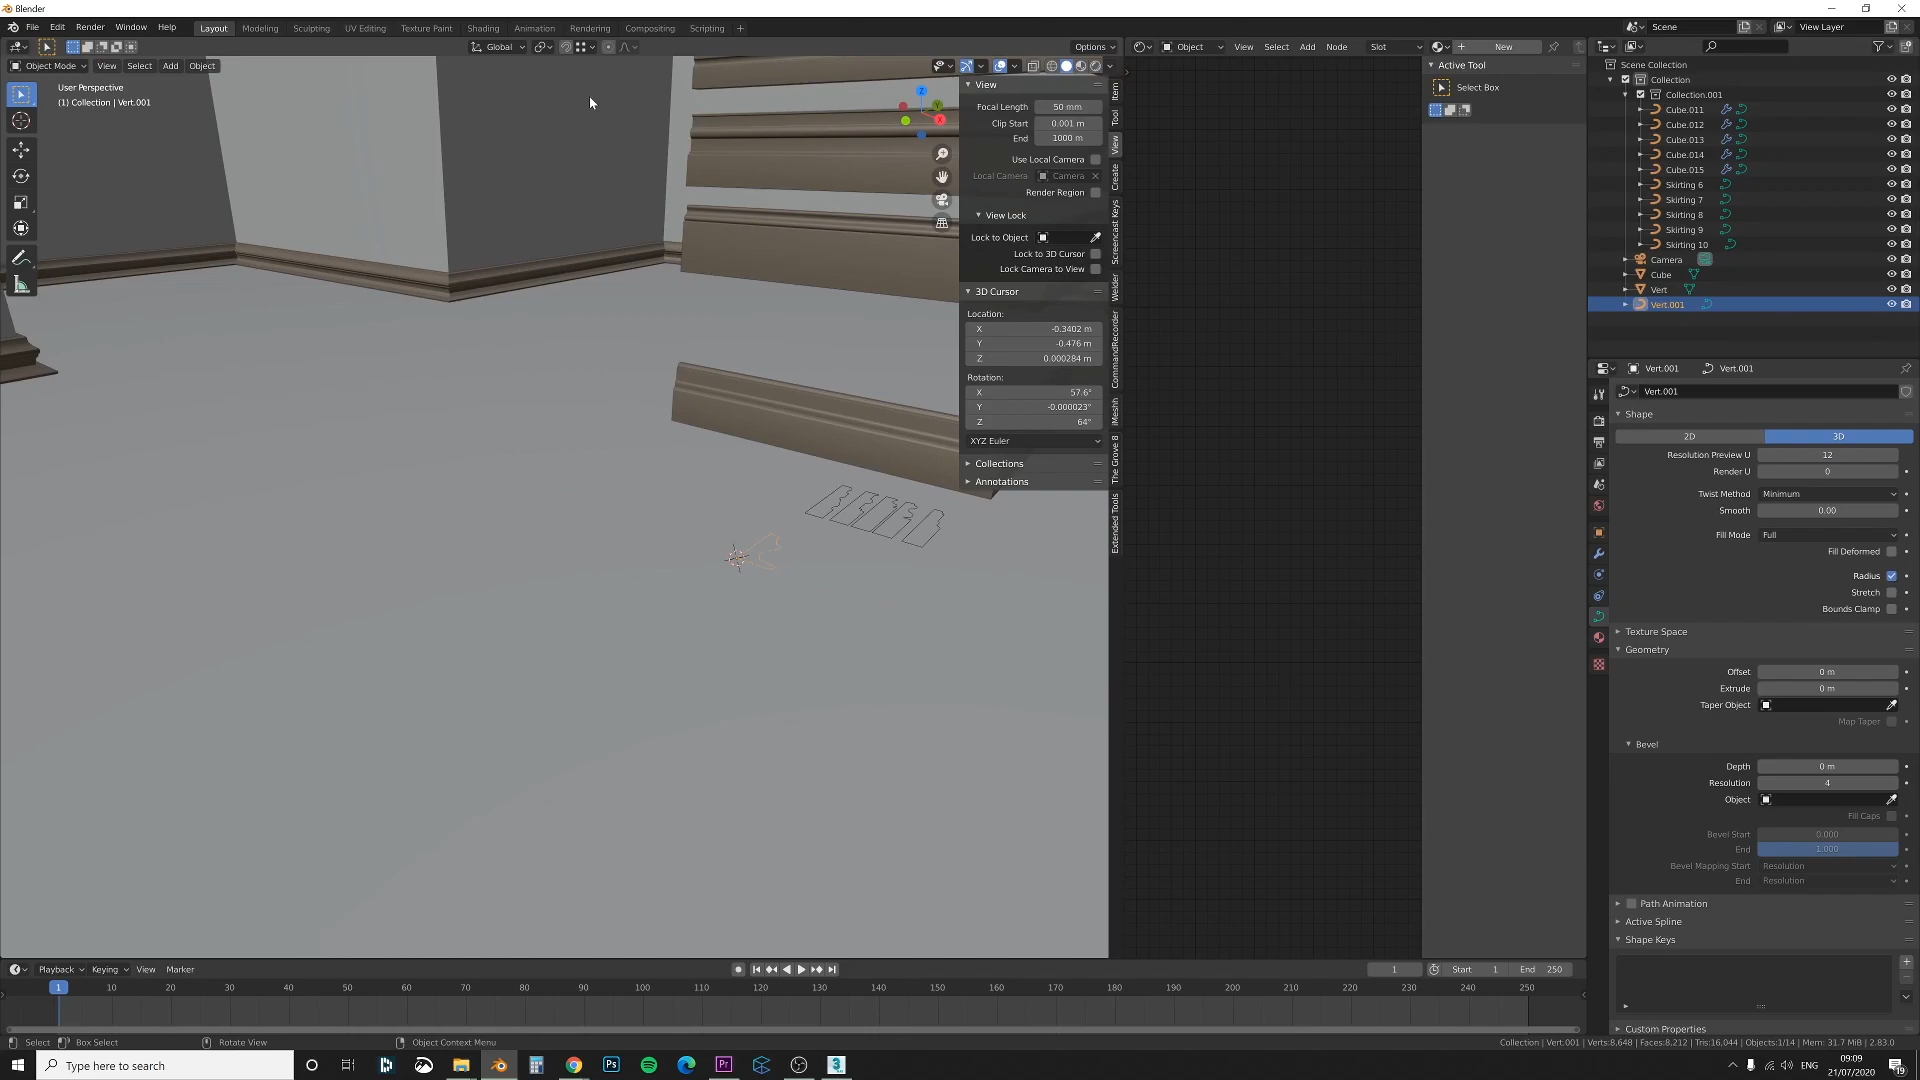 Blender
File Edit Render Window Help
Layout Modeling Sculpting UV Editing Texture Paint Shading Animation Rendering Compositing Scripting +
Scene
View Layer
Global
Options
Object
View Select Add Node
Slot
New
Object Mode View Select Add Object
User Perspective
(1) Collection | Vert.001
Z
Y
X
View
Focal Length 50 mm
Clip Start 0.001 m
End 1000 m
Use Local Camera
Local Camera Camera
Render Region
View Lock
Lock to Object
Lock to 3D Cursor
Lock Camera to View
3D Cursor
Location:
X -0.3402 m
Y -0.476 m
Z 0.000284 m
Rotation:
X 57.6°
Y -0.000023°
Z 64°
XYZ Euler
Collections
Annotations
Item
Tool
View
Create
Screencast Keys
Welder
CommandRecorder
iMeshh
The Grove 8
Extended Tools
Active Tool
Select Box
Scene Collection
Collection
Collection.001
Cube.011
Cube.012
Cube.013
Cube.014
Cube.015
Skirting 6
Skirting 7
Skirting 8
Skirting 9
Skirting 10
Camera
Cube
Vert
Vert.001
Vert.001 Vert.001
Vert.001
Shape
2D 3D
Resolution Preview U 12
Render U 0
Twist Method Minimum
Smooth 0.00
Fill Mode Full
Fill Deformed
Radius
Stretch
Bounds Clamp
Texture Space
Geometry
Offset 0 m
Extrude 0 m
Taper Object
Map Taper
Bevel
Depth 0 m
Resolution 4
Object
Fill Caps
Bevel Start 0.000
End 1.000
Bevel Mapping Start Resolution
End Resolution
Path Animation
Active Spline
Shape Keys
Custom Properties
Playback Keying View Marker
1 Start 1 End 250
1 10 20 30 40 50 60 70 80 90 100 110 120 130 140 150 160 170 180 190 200 210 220 230 240 250
Select Box Select Rotate View Object Context Menu
Collection | Vert.001 | Verts:8,648 | Faces:8,212 | Tris:16,044 | Objects:1/14 | Mem: 31.7 MiB | 2.83.0
Type here to search
Ps
Pr
3
ENG
09:09
21/07/2020
19